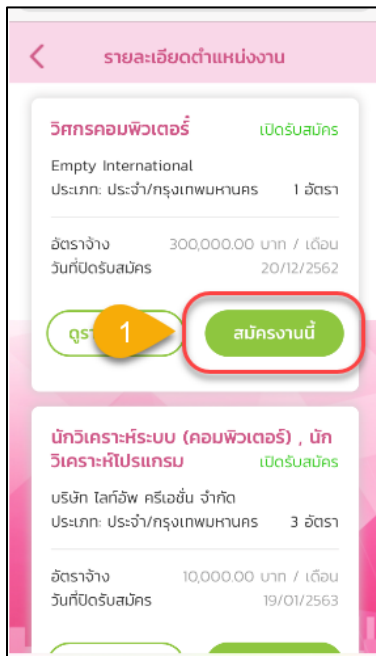 รายละเอียดตำแหน่งงาน
วิศกรคอมพิวเตอร์ เปิดรับสมัคร
Empty International
ประเภท: ประจำ/กรุงเทพมหานคร 1 อัตรา
อัตราจ้าง 300,000.00 บาท / เดือน
วันที่ปิดรับสมัคร 20/12/2562
1 สมัครงานนี้
นักวิเคราะห์ระบบ (คอมพิวเตอร์) , นัก
วิเคราะห์โปรแกรม เปิดรับสมัคร
บริษัท ไลท์อัพ ครีเอชั่น จำกัด
ประเภท: ประจำ/กรุงเทพมหานคร 3 อัตรา
อัตราจ้าง 10,000.00 บาท / เดือน
วันที่ปิดรับสมัคร 19/01/2563